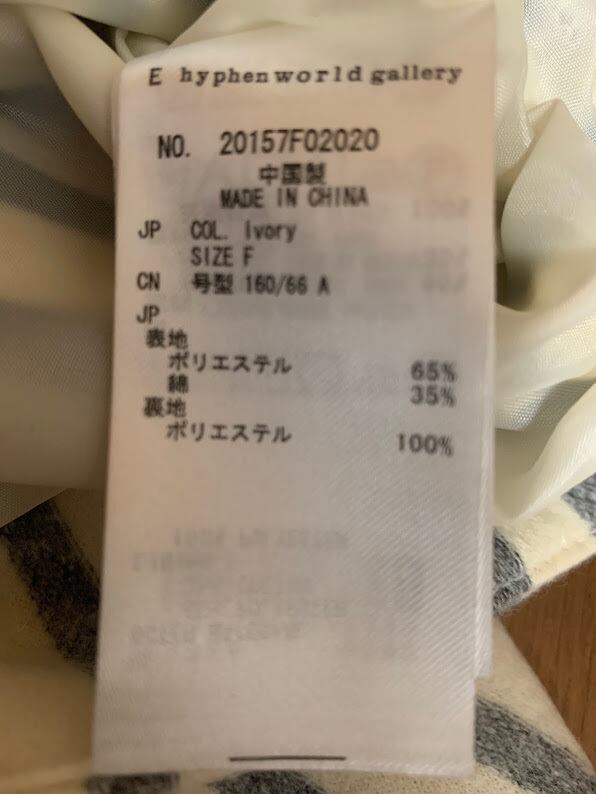 E hyphen world gallery
NO. 20157F02020
中国製
MADE IN CHINA
JP COL. Ivory
SIZE F
CN 号型 160/66 A
JP
表地
ポリエステル 65%
綿 35%
裏地
ポリエステル 100%